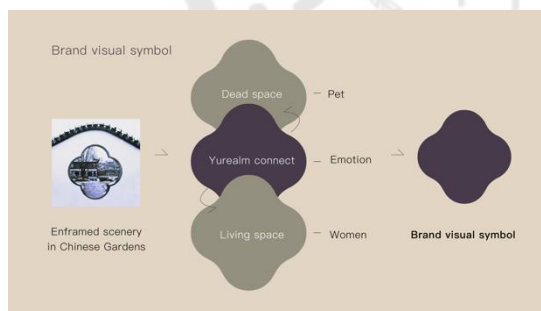 Brand visual symbol
Dead space
Pet
Yurealm connect
Emotion
Living space
Women
Enframed scenery
in Chinese Gardens
Brand visual symbol